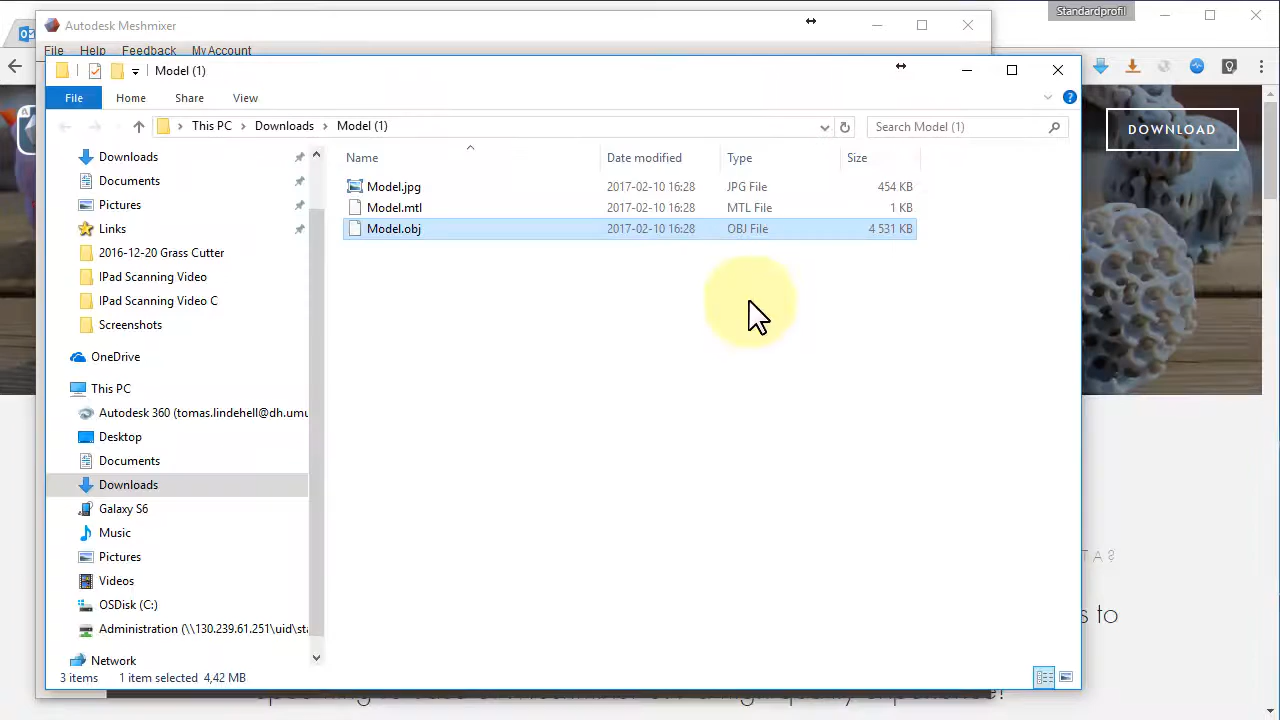 Standardprofil
Autodesk Meshmixer
File Help Feedback My Account
Model (1)
File Home Share View
This PC Downloads Model (1)
Search Model (1)
DOWNLOAD
Name Date modified Type Size
Model.jpg 2017-02-10 16:28 JPG File 454 KB
Model.mtl 2017-02-10 16:28 MTL File 1 KB
Model.obj 2017-02-10 16:28 OBJ File 4 531 KB
Downloads
Documents
Pictures
Links
2016-12-20 Grass Cutter
IPad Scanning Video
IPad Scanning Video C
Screenshots
OneDrive
This PC
Autodesk 360 (tomas.lindehell@dh.umu
Desktop
Documents
Downloads
Galaxy S6
Music
Pictures
Videos
OSDisk (C:)
Administration (\\130.239.61.251\uid\sta
Network
s to
3 items 1 item selected 4,42 MB